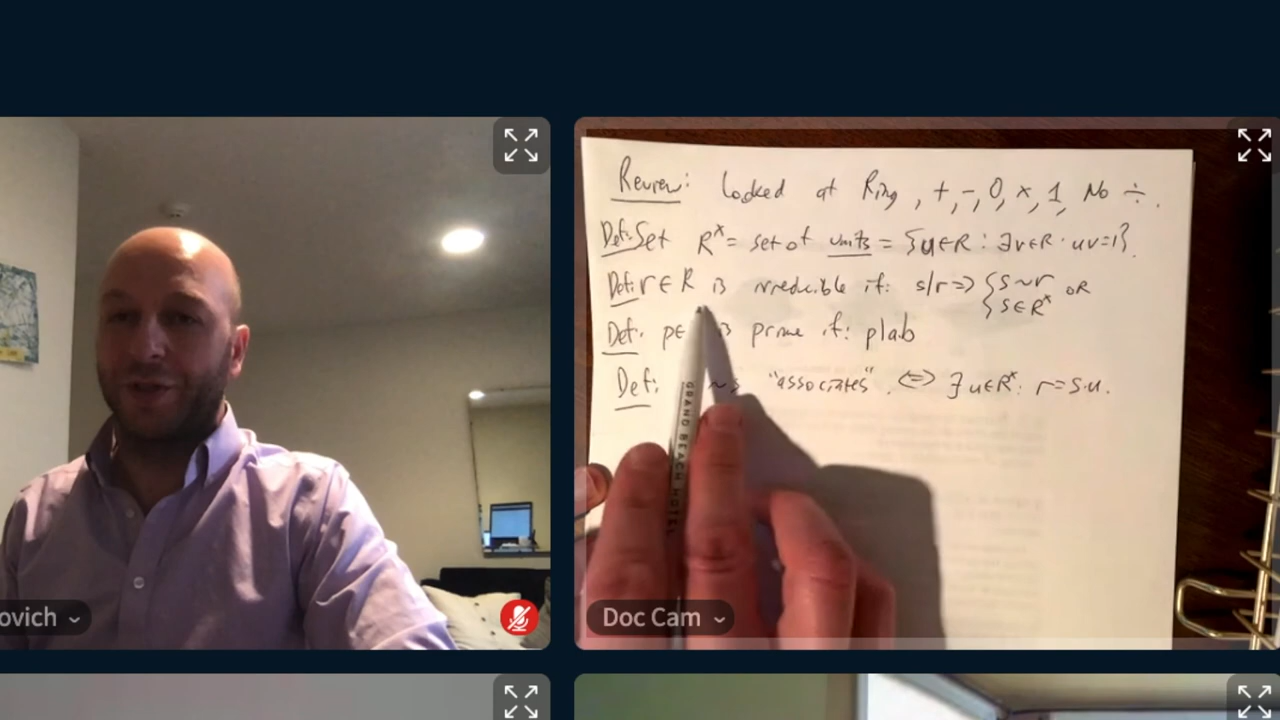 Review: Looked at Ring, +, -, 0, ×, 1, No ÷.
Def: Set R^× = set of units = {u∈R : ∃v∈R · uv=1}.
Def: r∈R is irreducible if: s|r => { s~r OR
{ s∈R^×
Def: p∈ is prime if: p|ab
Def: ~s "associates". <=> ∃u∈R^×: r=s·u.
GRAND BEACH HOTEL
ovich
Doc Cam